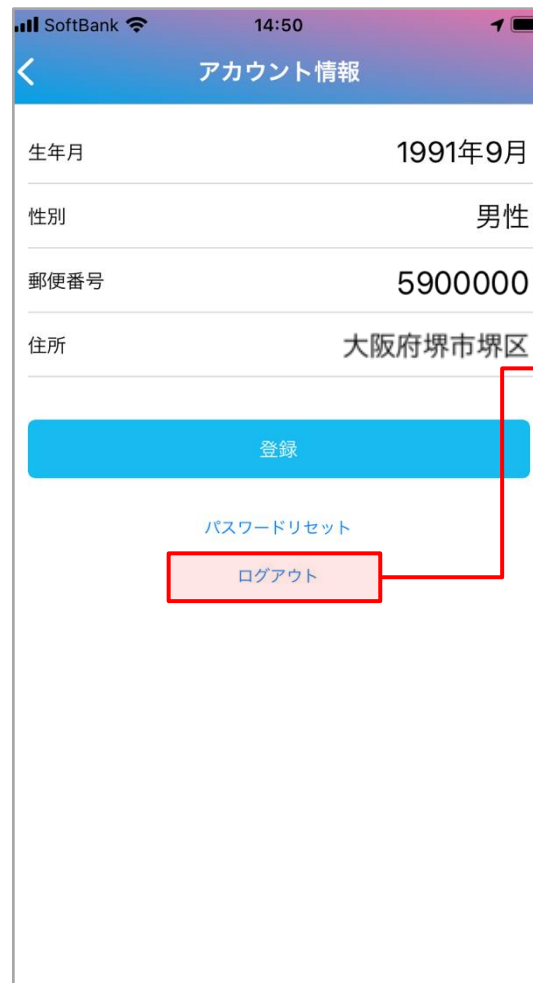 SoftBank 14:50
アカウント情報
生年月 1991年9月
性別 男性
郵便番号 5900000
住所 大阪府堺市堺区
登録
パスワードリセット
ログアウト